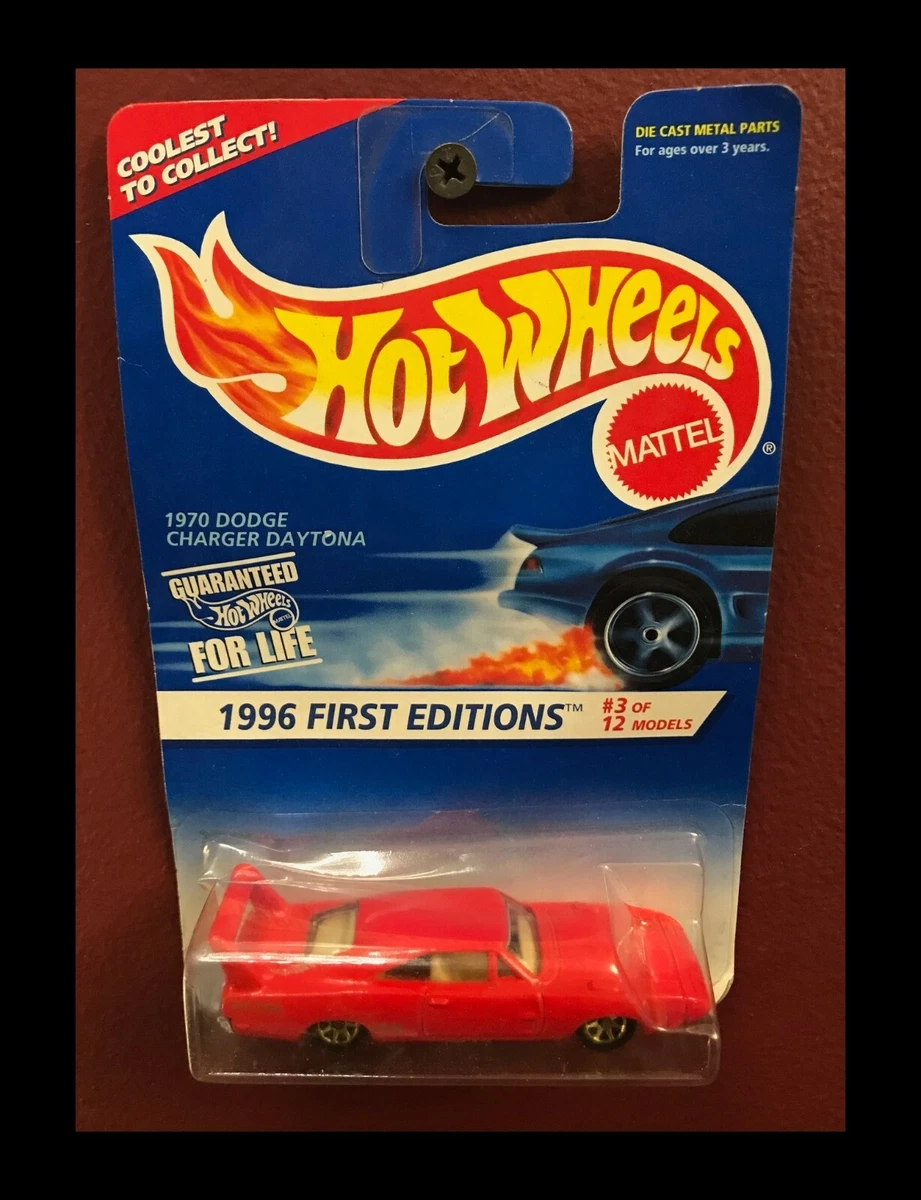 COOLEST
TO COLLECT!
DIE CAST METAL PARTS
For ages over 3 years.
HOT WHEELS
MATTEL
®
1970 DODGE
CHARGER DAYTONA
GUARANTEED
HOT WHEELS
MATTEL
FOR LIFE
1996 FIRST EDITIONS™
#3 OF
12 MODELS